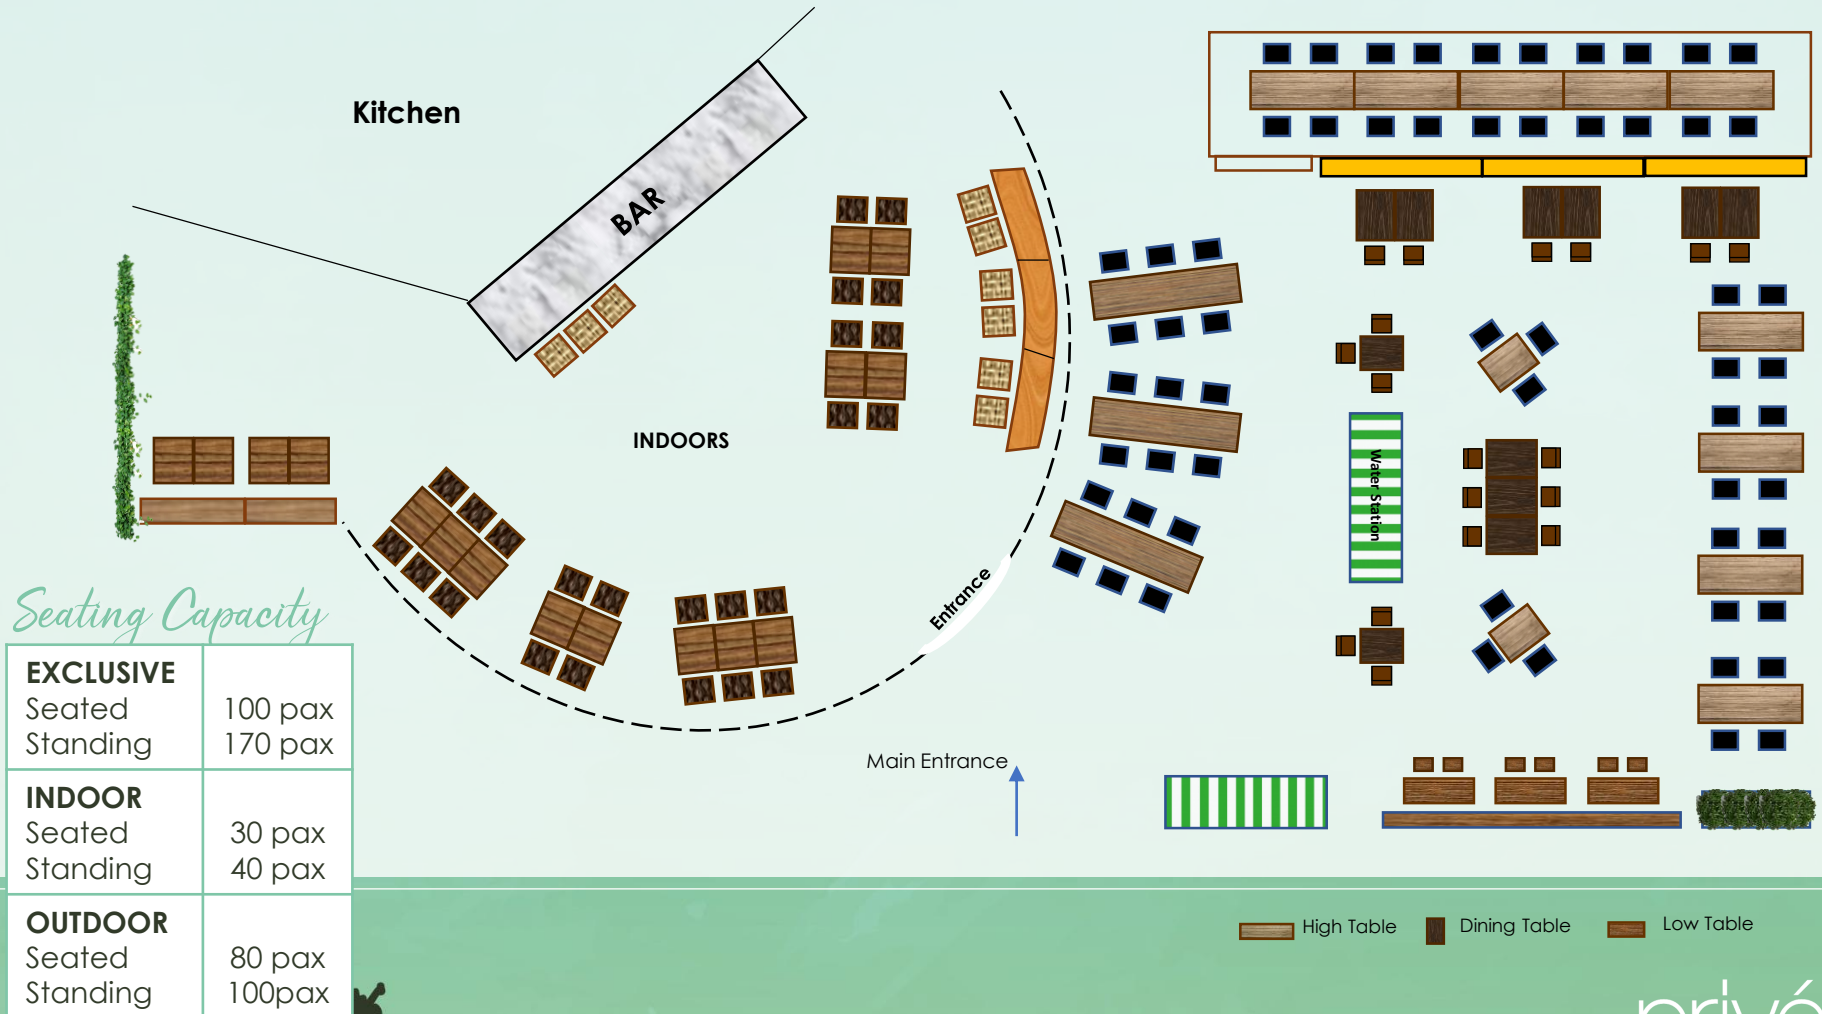 Kitchen
BAR
INDOORS
Entrance
Main Entrance
Water Station
Seating Capacity
EXCLUSIVE
Seated 100 pax
Standing 170 pax
INDOOR
Seated 30 pax
Standing 40 pax
OUTDOOR
Seated 80 pax
Standing 100pax
High Table
Dining Table
Low Table
privé